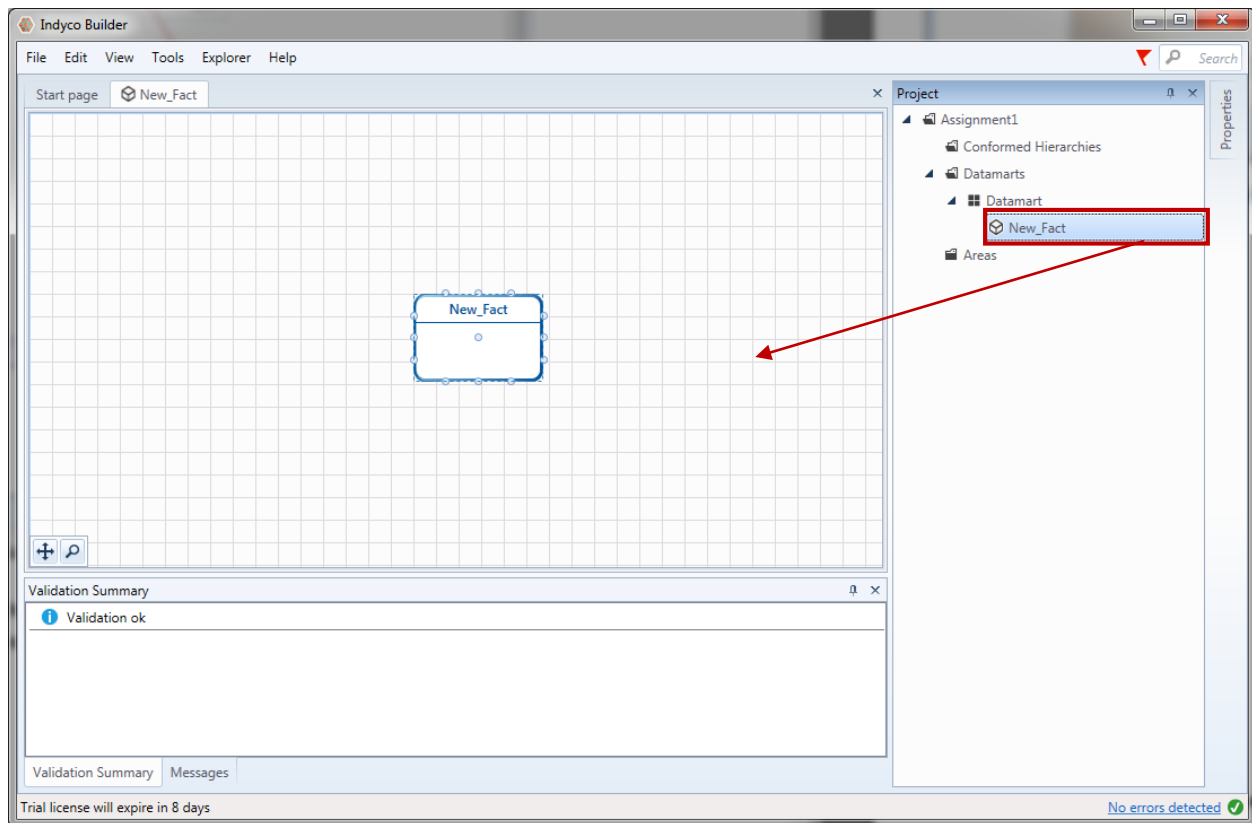 Indyco Builder
File Edit View Tools Explorer Help
Search
Start page New_Fact
New_Fact
Validation Summary
Validation ok
Validation Summary Messages
Project
Assignment1
Conformed Hierarchies
Datamarts
Datamart
New_Fact
Areas
Properties
Trial license will expire in 8 days
No errors detected